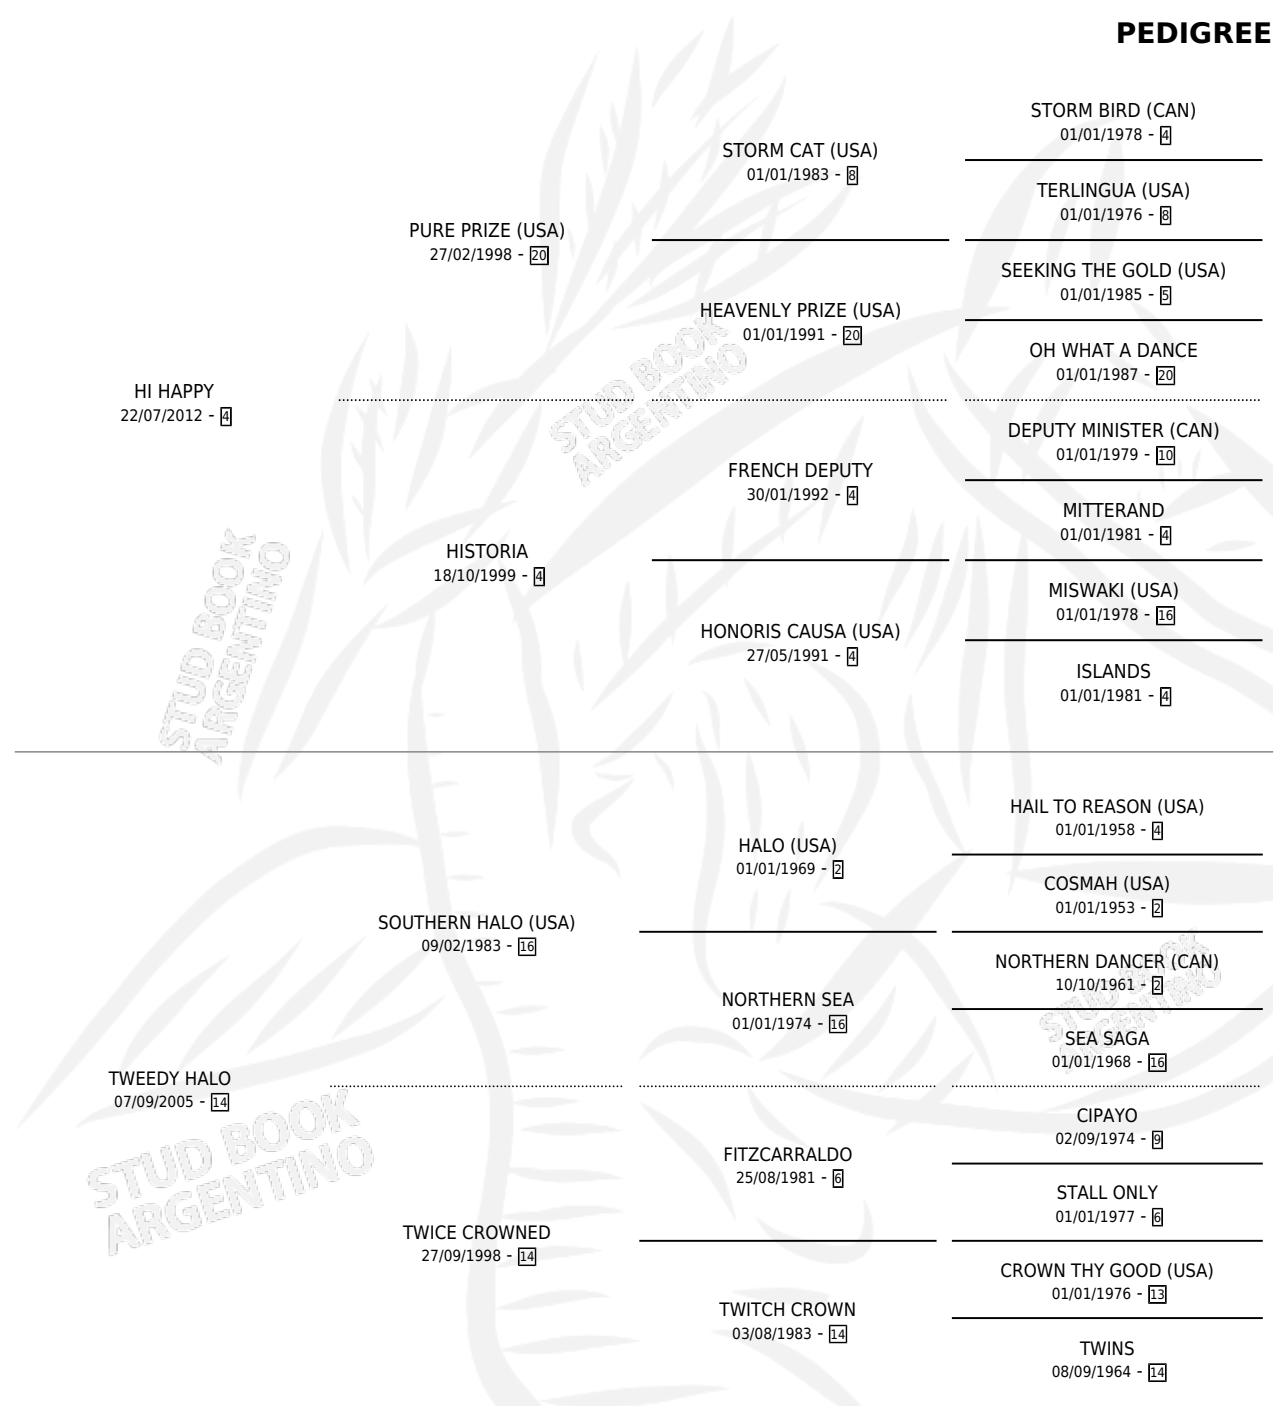 PEDIGREE
STORM BIRD (CAN)
01/01/1978 - 4
STORM CAT (USA)
01/01/1983 - 8
TERLINGUA (USA)
01/01/1976 - 8
PURE PRIZE (USA)
27/02/1998 - 20
SEEKING THE GOLD (USA)
01/01/1985 - 5
HEAVENLY PRIZE (USA)
01/01/1991 - 20
OH WHAT A DANCE
01/01/1987 - 20
HI HAPPY
22/07/2012 - 4
DEPUTY MINISTER (CAN)
01/01/1979 - 10
FRENCH DEPUTY
30/01/1992 - 4
MITTERAND
01/01/1981 - 4
HISTORIA
18/10/1999 - 4
MISWAKI (USA)
01/01/1978 - 16
HONORIS CAUSA (USA)
27/05/1991 - 4
ISLANDS
01/01/1981 - 4
STUD BOOK
ARGENTINO
STUD BOOK
ARGENTINO
HAIL TO REASON (USA)
01/01/1958 - 4
HALO (USA)
01/01/1969 - 2
COSMAH (USA)
01/01/1953 - 2
SOUTHERN HALO (USA)
09/02/1983 - 16
NORTHERN DANCER (CAN)
10/10/1961 - 2
NORTHERN SEA
01/01/1974 - 16
SEA SAGA
01/01/1968 - 16
STUD BOOK
ARGENTINO
TWEEDY HALO
07/09/2005 - 14
CIPAYO
02/09/1974 - 9
FITZCARRALDO
25/08/1981 - 6
STALL ONLY
01/01/1977 - 6
TWICE CROWNED
27/09/1998 - 14
CROWN THY GOOD (USA)
01/01/1976 - 13
TWITCH CROWN
03/08/1983 - 14
TWINS
08/09/1964 - 14
STUD BOOK
ARGENTINO